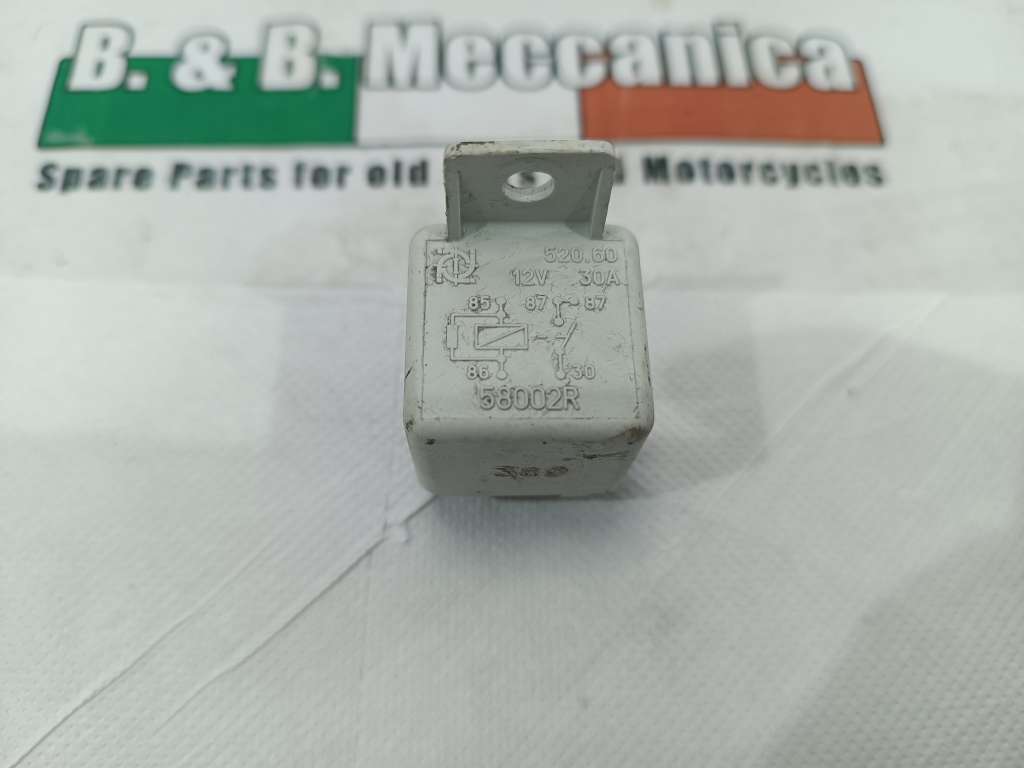 B. & B. Meccanica
Spare Parts for old Motorcycles
520.60
12V 30A
85 87 87
86 30
58002R